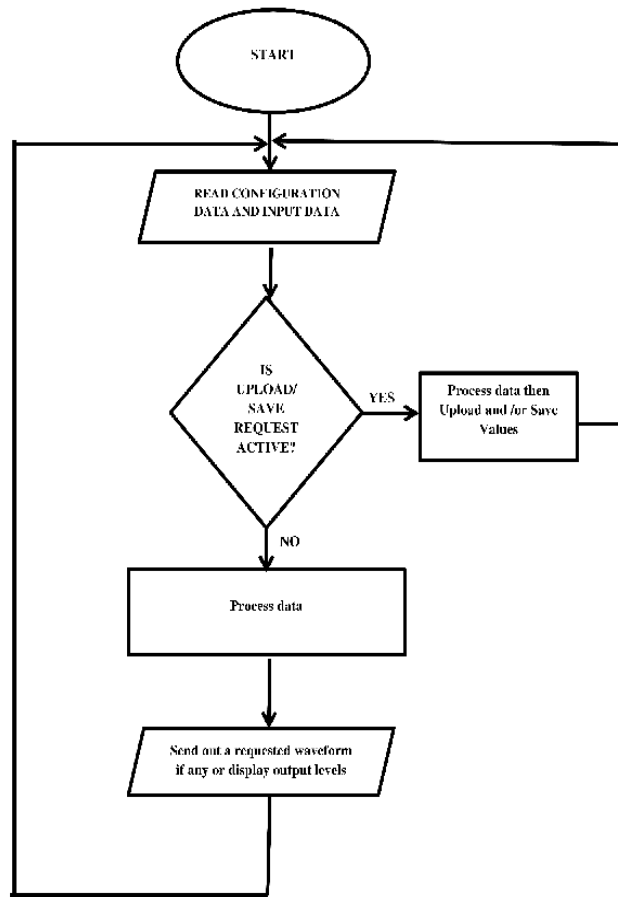 START
READ CONFIGURATION
DATA AND INPUT DATA
IS
UPLOAD/
SAVE
REQUEST
ACTIVE?
YES
Process data then
Upload and /or Save
Values
NO
Process data
Send out a requested waveform
if any or display output levels